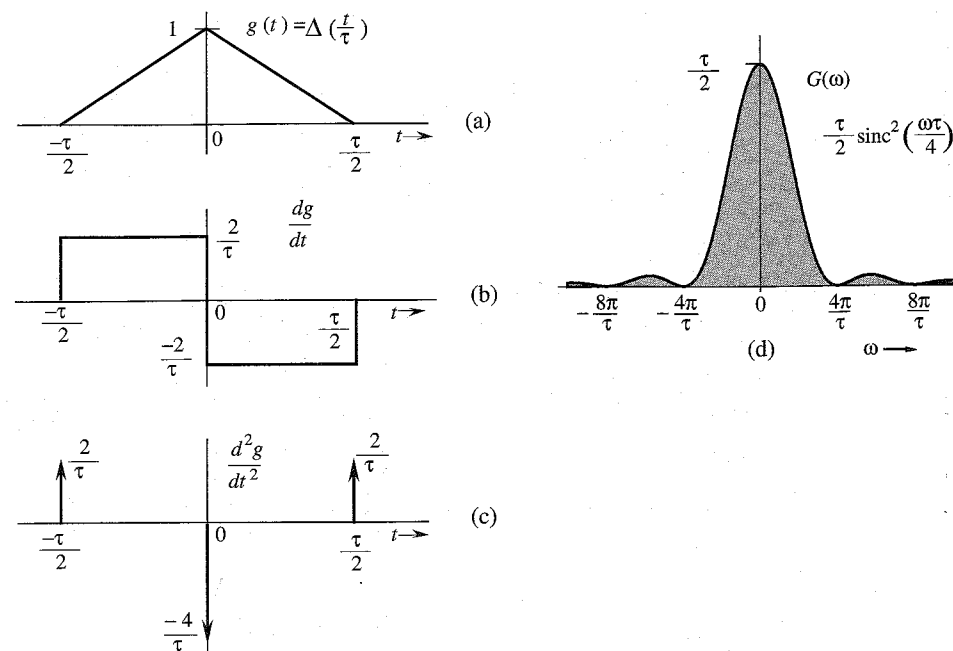 1
g(t) = Δ(t/τ)
0
t→
-τ/2
τ/2
(a)
2/τ
dg/dt
0
t→
-τ/2
τ/2
-2/τ
(b)
2/τ
d²g/dt²
2/τ
0
t→
-τ/2
τ/2
(c)
-4/τ
τ/2
G(ω)
τ/2 sinc²(ωτ/4)
-8π/τ
-4π/τ
0
4π/τ
8π/τ
(d)
ω→